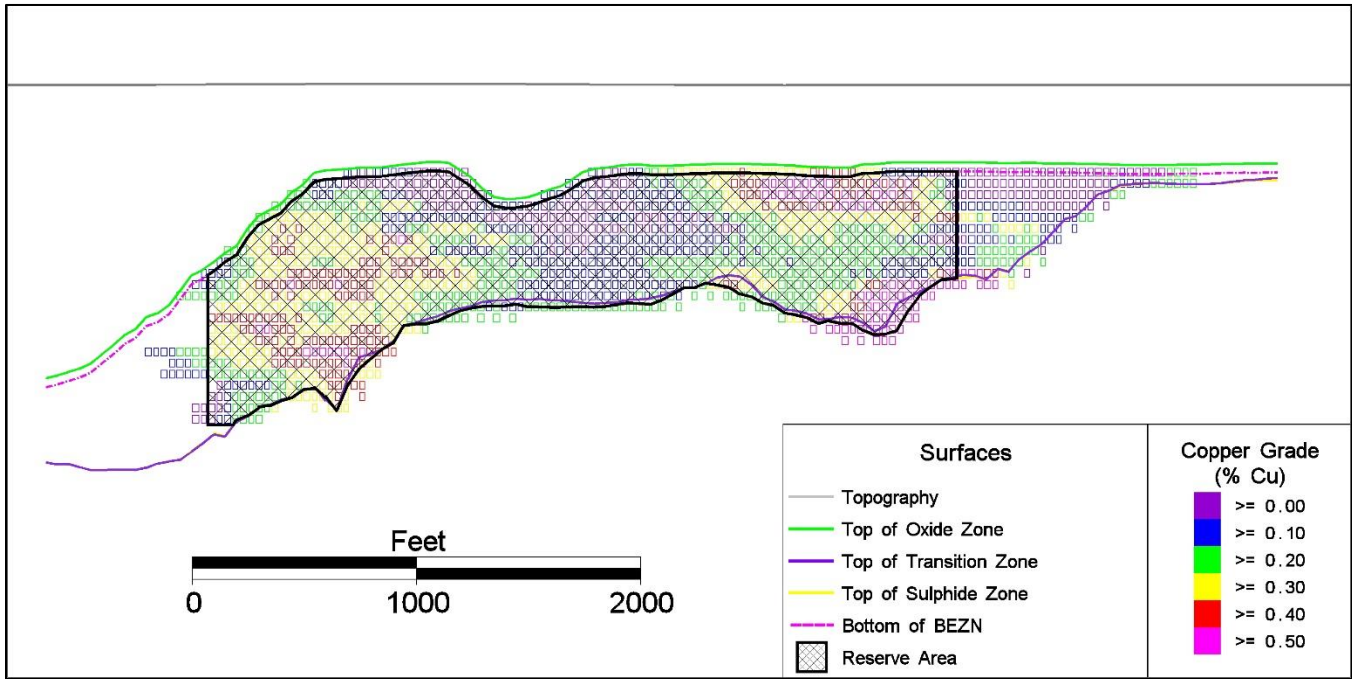 Feet
0 1000 2000
Surfaces
Topography
Top of Oxide Zone
Top of Transition Zone
Top of Sulphide Zone
Bottom of BEZN
Reserve Area
Copper Grade
(% Cu)
>= 0.00
>= 0.10
>= 0.20
>= 0.30
>= 0.40
>= 0.50